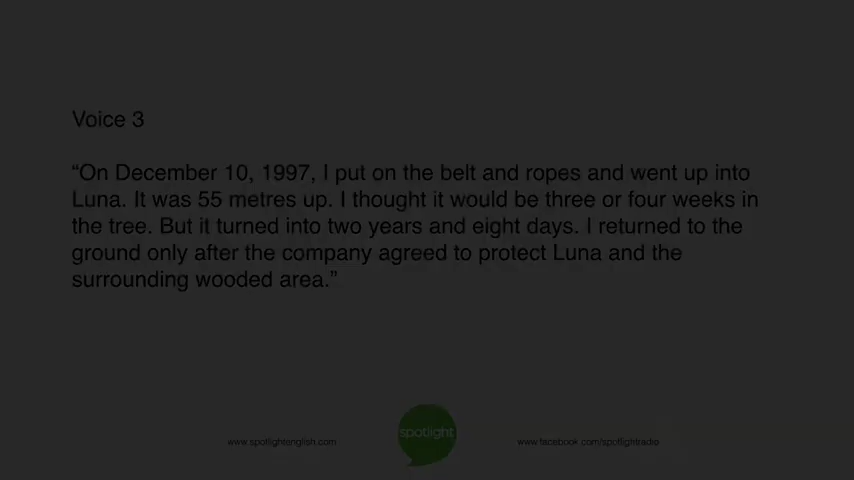 Voice 3
“On December 10, 1997, I put on the belt and ropes and went up into
Luna. It was 55 metres up. I thought it would be three or four weeks in
the tree. But it turned into two years and eight days. I returned to the
ground only after the company agreed to protect Luna and the
surrounding wooded area.”
spotlight
www.spotlightenglish.com
www.facebook.com/spotlightradio